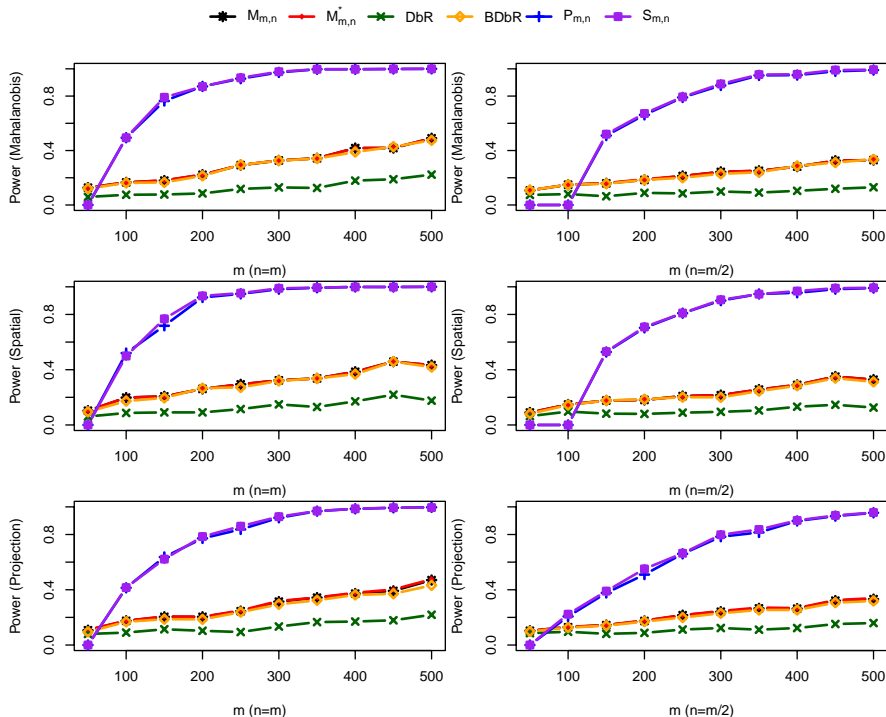 M_{m,n} M*_{m,n} DbR BDbR P_{m,n} S_{m,n}
Power (Mahalanobis)
0.0 0.4 0.8
100 200 300 400 500
m (n=m)
Power (Mahalanobis)
0.0 0.4 0.8
100 200 300 400 500
m (n=m/2)
Power (Spatial)
0.0 0.4 0.8
100 200 300 400 500
m (n=m)
Power (Spatial)
0.0 0.4 0.8
100 200 300 400 500
m (n=m/2)
Power (Projection)
0.0 0.4 0.8
100 200 300 400 500
m (n=m)
Power (Projection)
0.0 0.4 0.8
100 200 300 400 500
m (n=m/2)